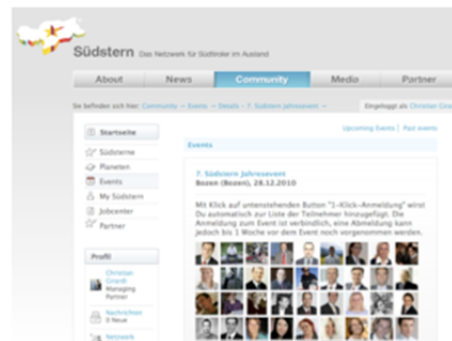 Südstern Das Netzwerk für Südtiroler im Ausland
About News Community Media Partner
Sie befinden sich hier: Community ~ Events ~ Details - 7. Südstern Jahresevent ~
Eingeloggt als Christian Girardi
Upcoming Events | Past events
Startseite
Events
Südsterne
Planeten
Events
My Südstern
Jobcenter
Partner
7. Südstern Jahresevent
Bozen (Bozen), 28.12.2010
Mit Klick auf untenstehenden Button "1-Klick-Anmeldung" wirst
Du automatisch zur Liste der Teilnehmer hinzugefügt. Die
Anmeldung zum Event ist verbindlich, eine Abmeldung kann
jedoch bis 1 Woche vor dem Event noch vorgenommen werden.
Profil
Christian
Girardi
Managing
Partner
Nachrichten
0 Neue
Netzwerk